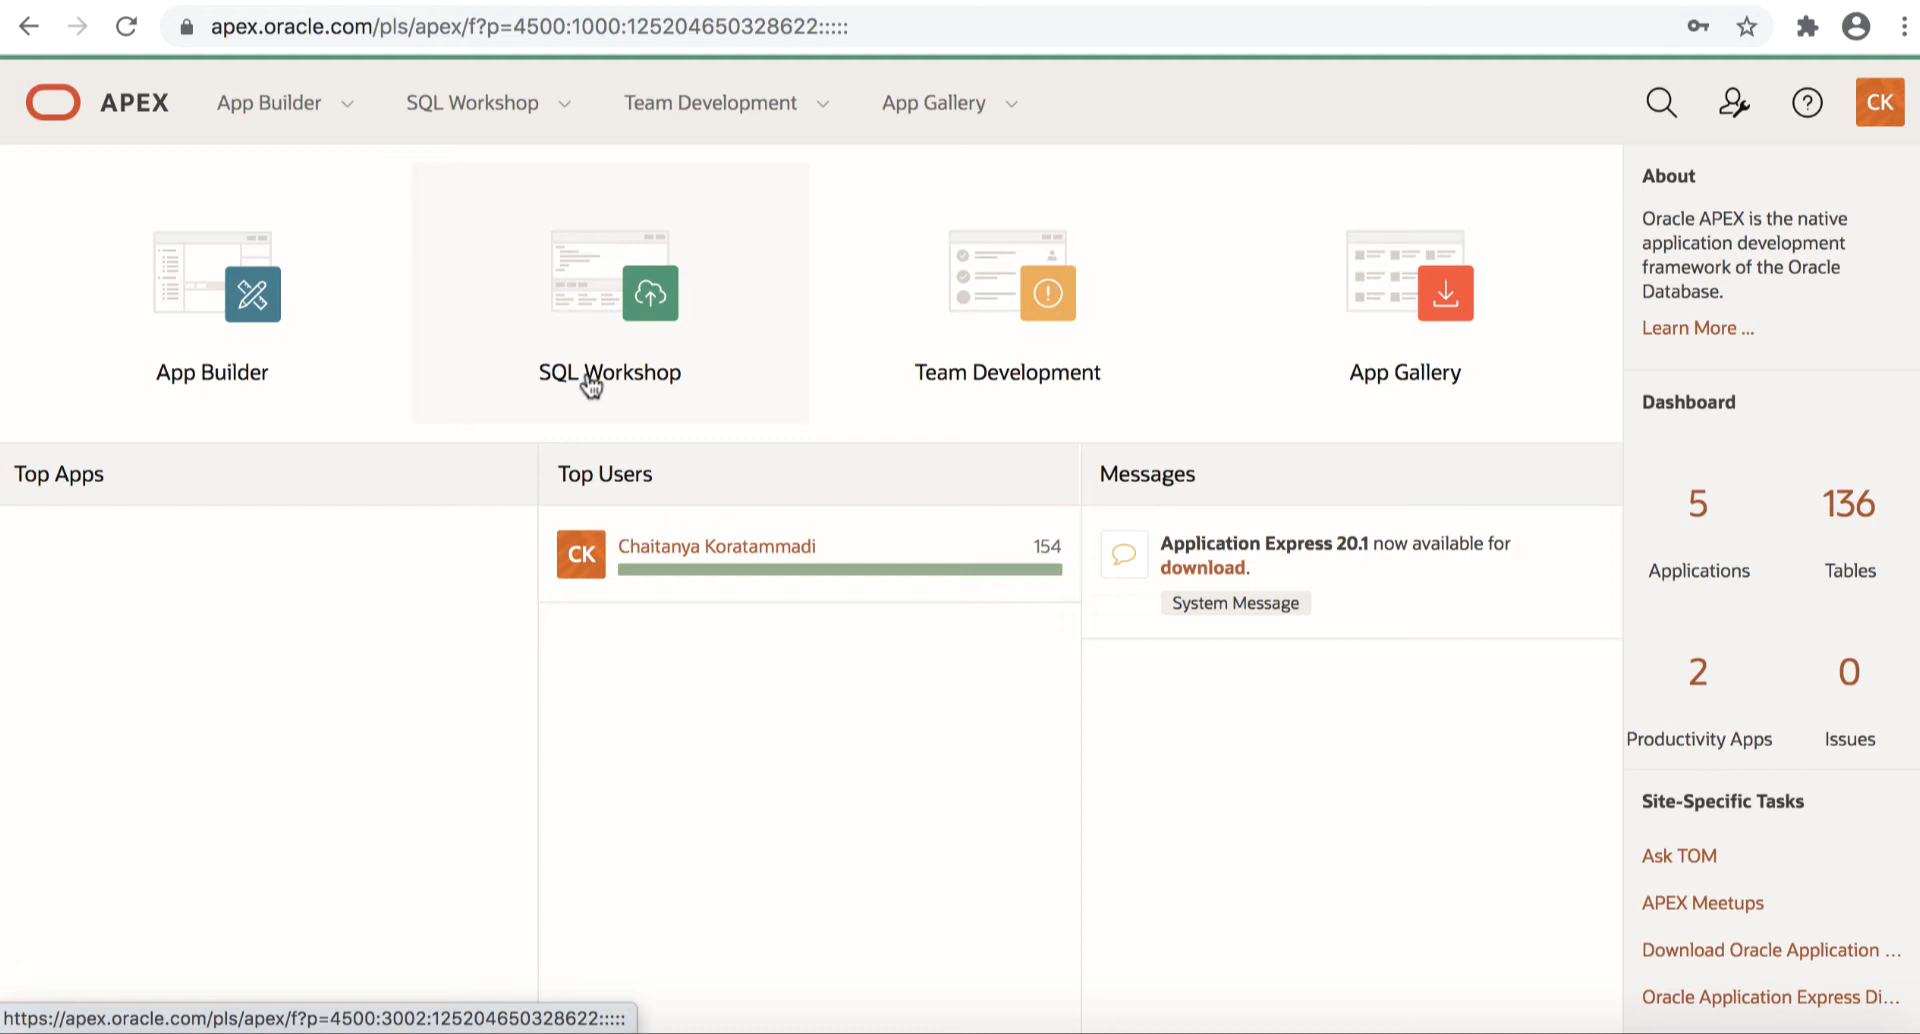 apex.oracle.com/pls/apex/f?p=4500:1000:125204650328622:::::
APEX
App Builder
SQL Workshop
Team Development
App Gallery
CK
App Builder
SQL Workshop
Team Development
App Gallery
About
Oracle APEX is the native
application development
framework of the Oracle
Database.
Learn More ...
Dashboard
5
136
Applications
Tables
2
0
Productivity Apps
Issues
Site-Specific Tasks
Ask TOM
APEX Meetups
Download Oracle Application ...
Oracle Application Express Di...
Top Apps
Top Users
CK
Chaitanya Koratammadi
154
Messages
Application Express 20.1 now available for
download.
System Message
https://apex.oracle.com/pls/apex/f?p=4500:3002:125204650328622:::::